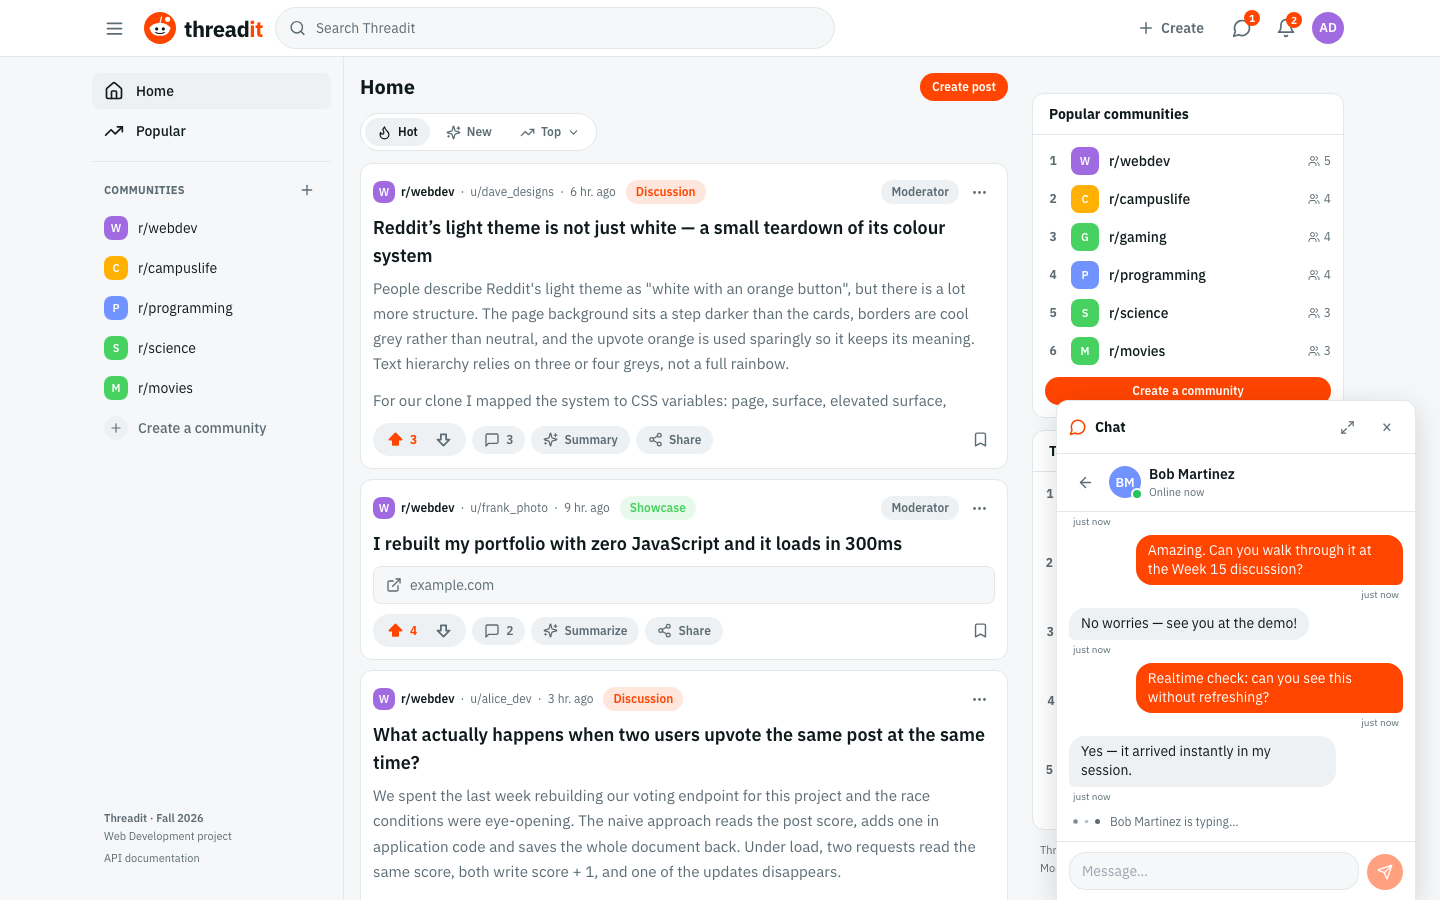 threadit
Search Threadit
Create
1
2
AD
Home
Popular
COMMUNITIES
W r/webdev
C r/campuslife
P r/programming
S r/science
M r/movies
Create a community
Threadit · Fall 2026
Web Development project
API documentation
Home
Create post
Hot
New
Top
W r/webdev · u/dave_designs · 6 hr. ago Discussion Moderator
Reddit’s light theme is not just white — a small teardown of its colour
system
People describe Reddit's light theme as "white with an orange button", but there is a lot
more structure. The page background sits a step darker than the cards, borders are cool
grey rather than neutral, and the upvote orange is used sparingly so it keeps its meaning.
Text hierarchy relies on three or four greys, not a full rainbow.
For our clone I mapped the system to CSS variables: page, surface, elevated surface,
3 3 Summary Share
W r/webdev · u/frank_photo · 9 hr. ago Showcase Moderator
I rebuilt my portfolio with zero JavaScript and it loads in 300ms
example.com
4 2 Summarize Share
W r/webdev · u/alice_dev · 3 hr. ago Discussion
What actually happens when two users upvote the same post at the same
time?
We spent the last week rebuilding our voting endpoint for this project and the race
conditions were eye-opening. The naive approach reads the post score, adds one in
application code and saves the whole document back. Under load, two requests read the
same score, both write score + 1, and one of the updates disappears.
Popular communities
1 W r/webdev 5
2 C r/campuslife 4
3 G r/gaming 4
4 P r/programming 4
5 S r/science 3
6 M r/movies 3
Create a community
1
2
3
4
5
Chat
BM
Bob Martinez
Online now
just now
Amazing. Can you walk through it at
the Week 15 discussion?
just now
No worries — see you at the demo!
just now
Realtime check: can you see this
without refreshing?
just now
Yes — it arrived instantly in my
session.
just now
Bob Martinez is typing...
Message...